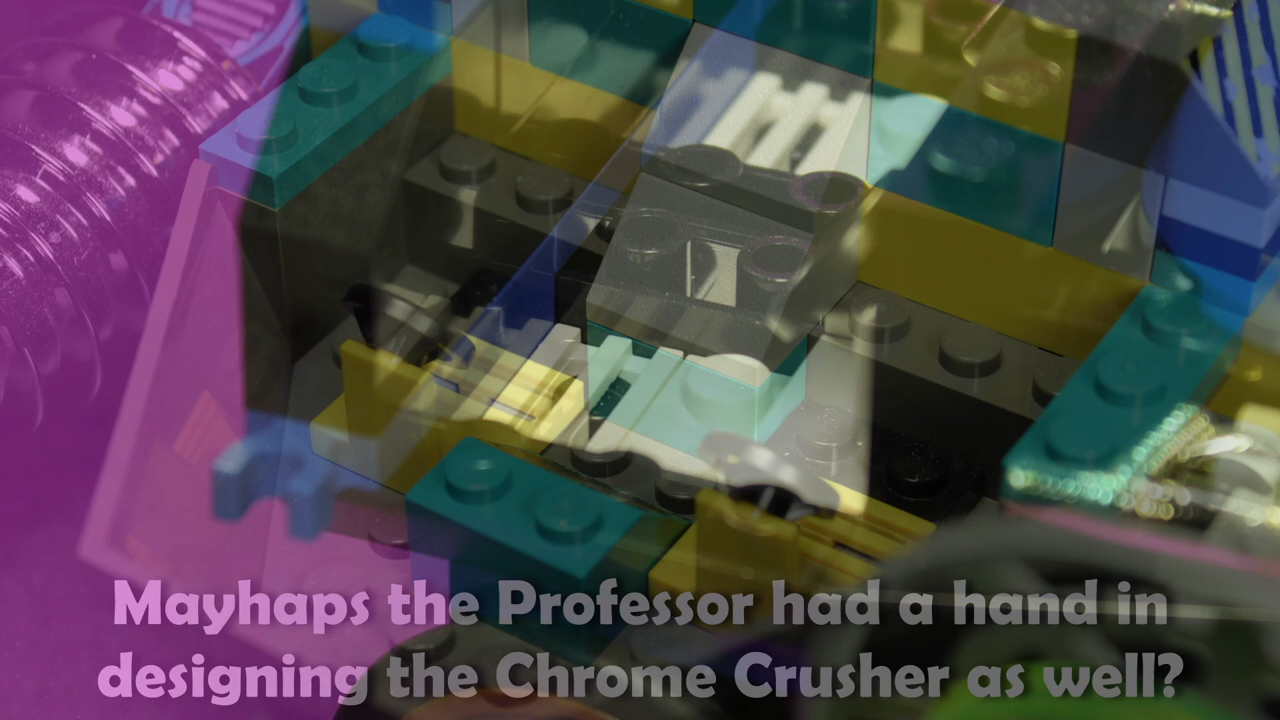 Mayhaps the Professor had a hand in
designing the Chrome Crusher as well?